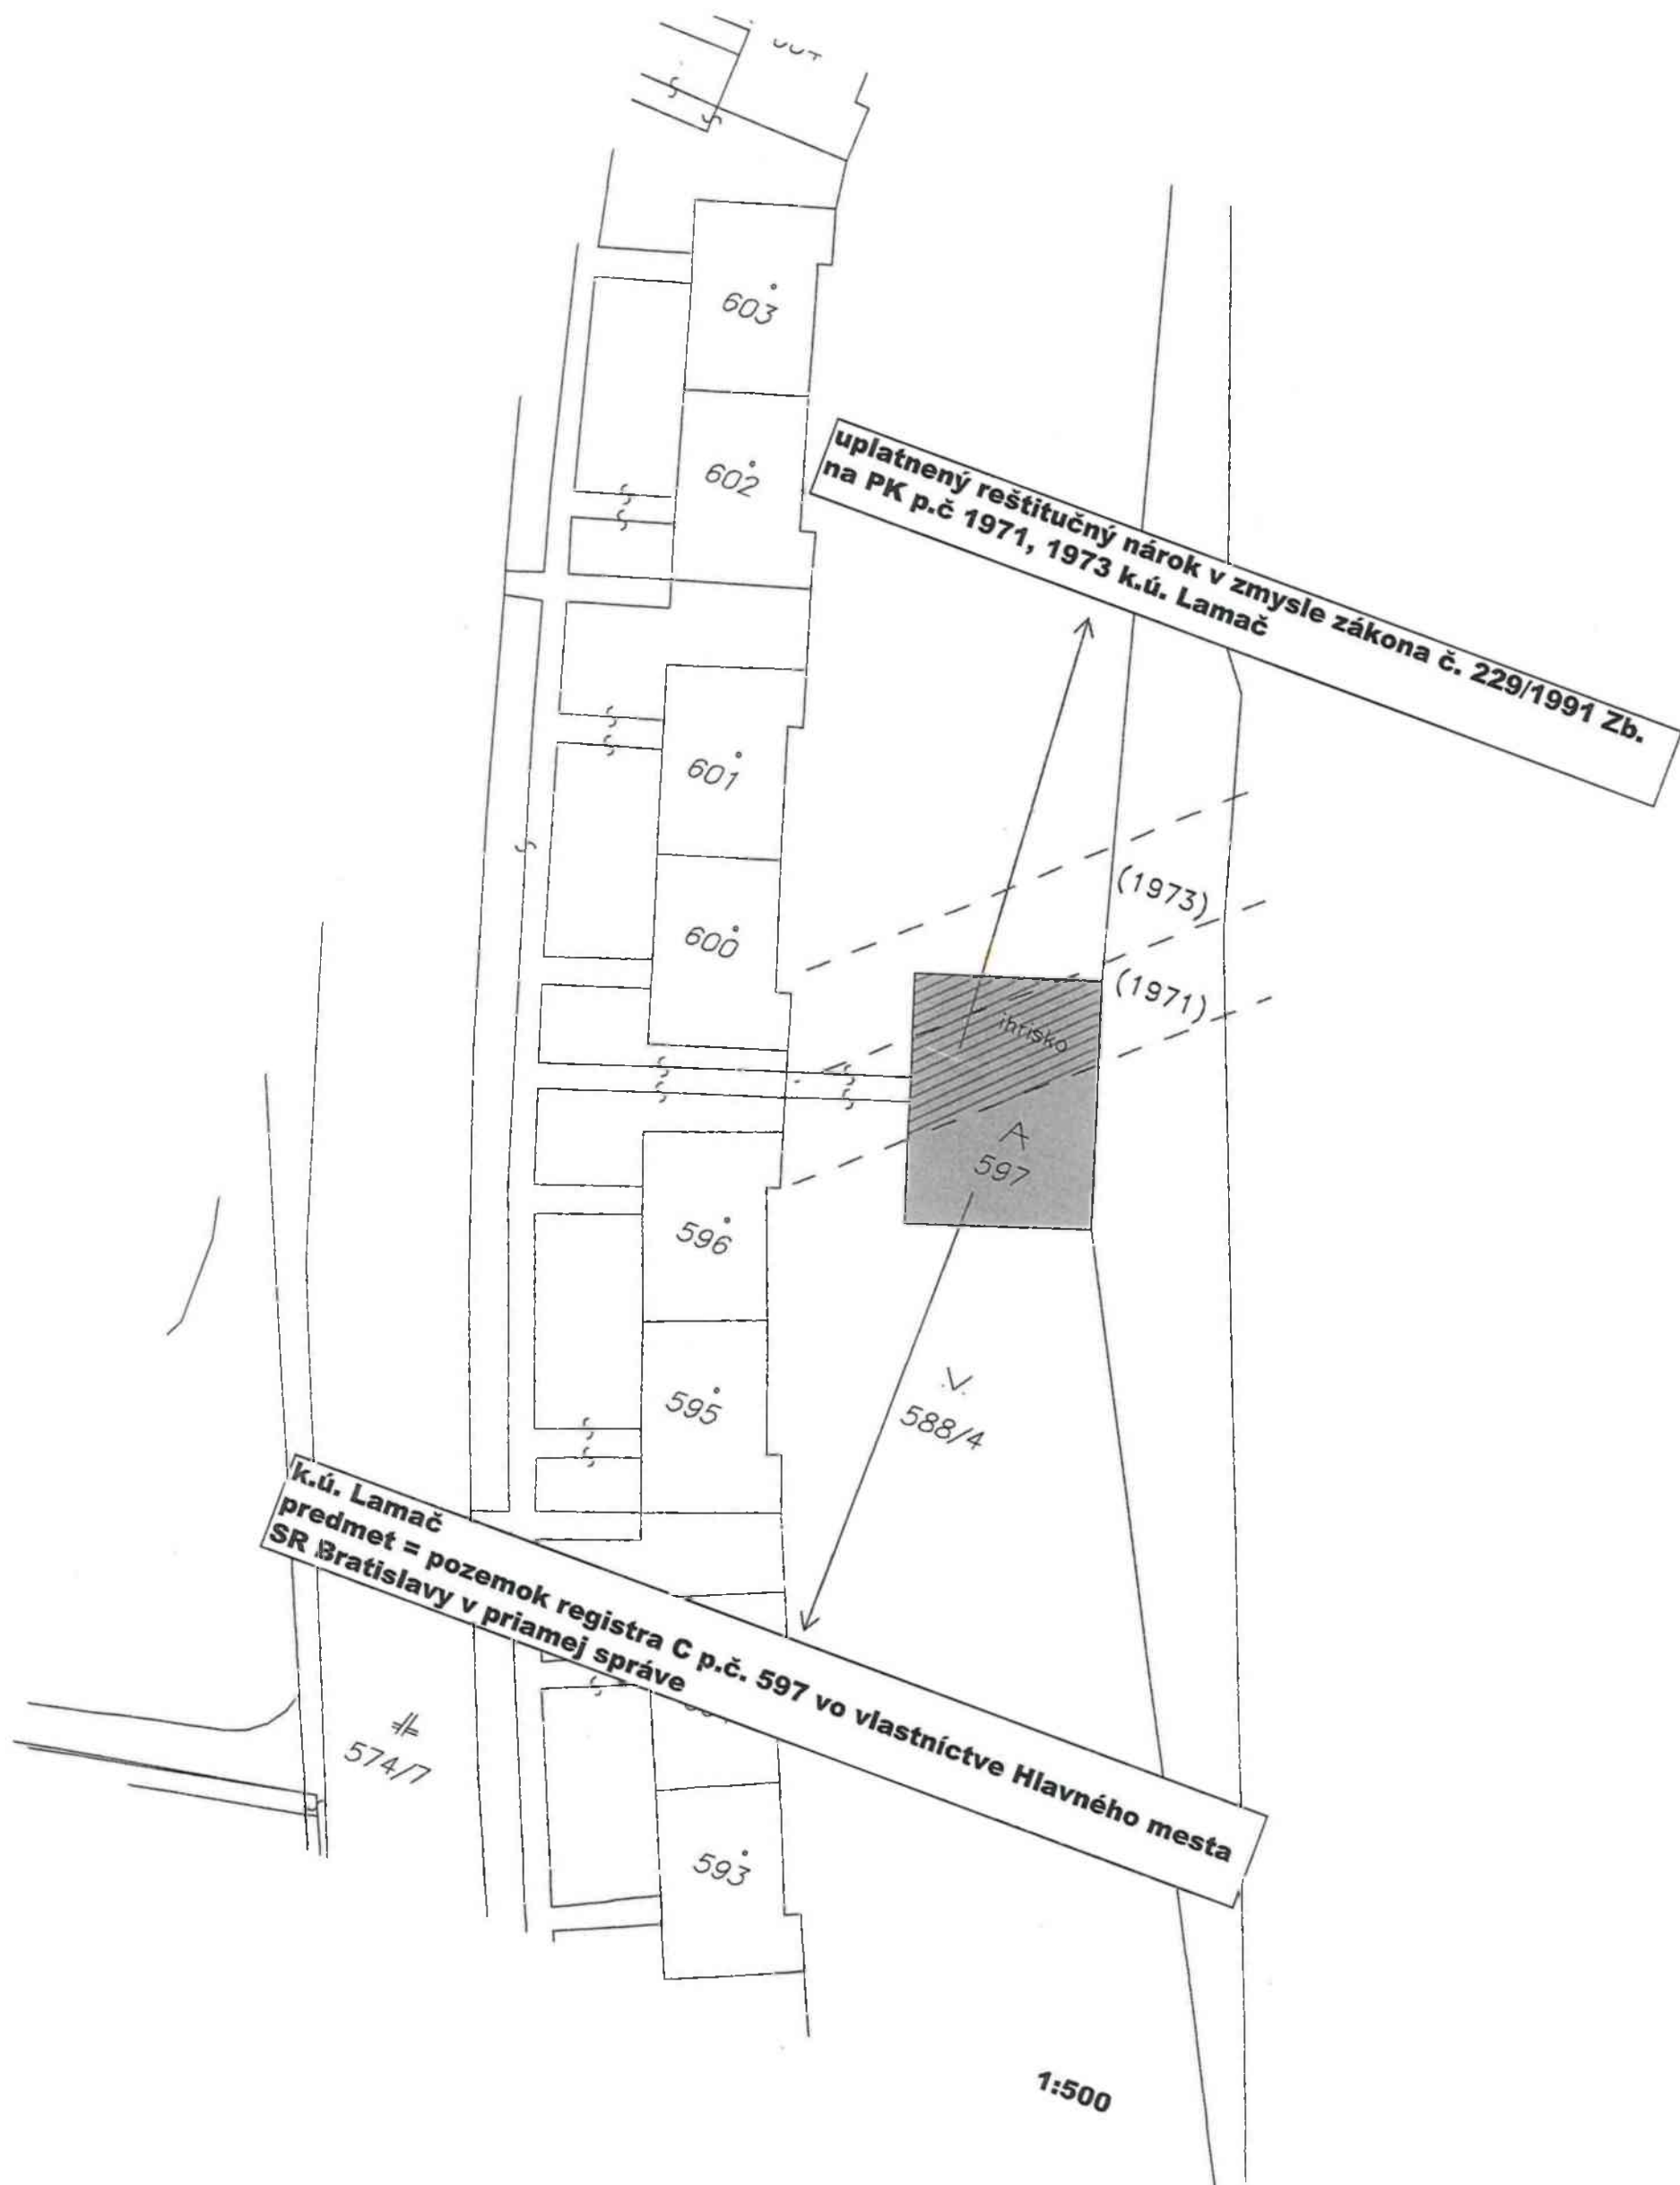 603
602
uplatnený reštitučný nárok v zmysle zákona č. 229/1991 Zb.
na PK p.č 1971, 1973 k.ú. Lamač
601
600
(1973)
(1971)
ihrisko
597
596
595
588/4
k.ú. Lamač
predmet = pozemok registra C p.č. 597 vo vlastníctve Hlavného mesta
SR Bratislavy v priamej správe
574/7
593
1:500